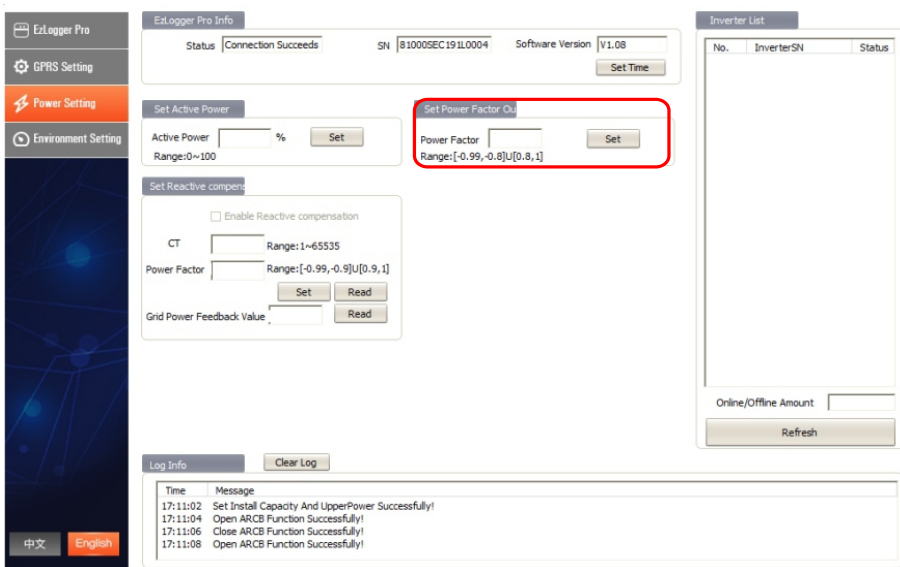 EzLogger Pro
GPRS Setting
Power Setting
Environment Setting
中文 English
EzLogger Pro Info
Status Connection Succeeds SN 81000SEC191L0004 Software Version V1.08
Set Time
Set Active Power
Active Power % Set
Range:0~100
Set Power Factor Ou
Power Factor Set
Range:[-0.99,-0.8]U[0.8,1]
Set Reactive compens
Enable Reactive compensation
CT Range:1~65535
Power Factor Range:[-0.99,-0.9]U[0.9,1]
Set Read
Grid Power Feedback Value Read
Inverter List
No. InverterSN Status
Online/Offline Amount
Refresh
Log Info Clear Log
Time Message
17:11:02 Set Install Capacity And UpperPower Successfully!
17:11:04 Open ARCB Function Successfully!
17:11:06 Close ARCB Function Successfully!
17:11:08 Open ARCB Function Successfully!